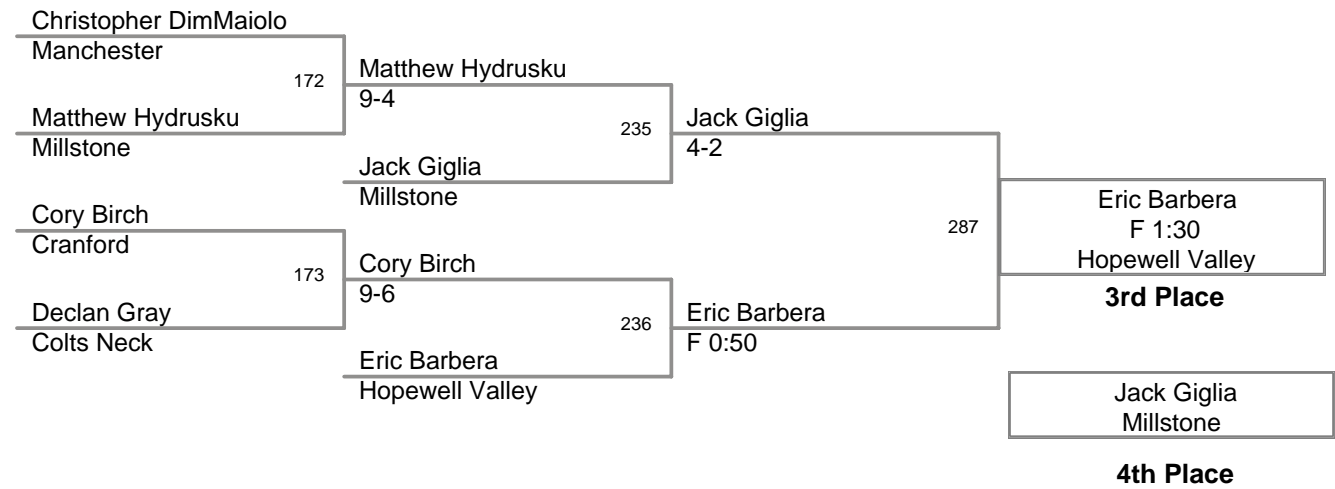 Christopher DimMaiolo
Manchester
172
Matthew Hydrusku
9-4
Matthew Hydrusku
Millstone
235
Jack Giglia
4-2
Jack Giglia
Millstone
Cory Birch
Cranford
173
Cory Birch
9-6
Declan Gray
Colts Neck
236
Eric Barbera
F 0:50
Eric Barbera
Hopewell Valley
287
Eric Barbera
F 1:30
Hopewell Valley
3rd Place
Jack Giglia
Millstone
4th Place